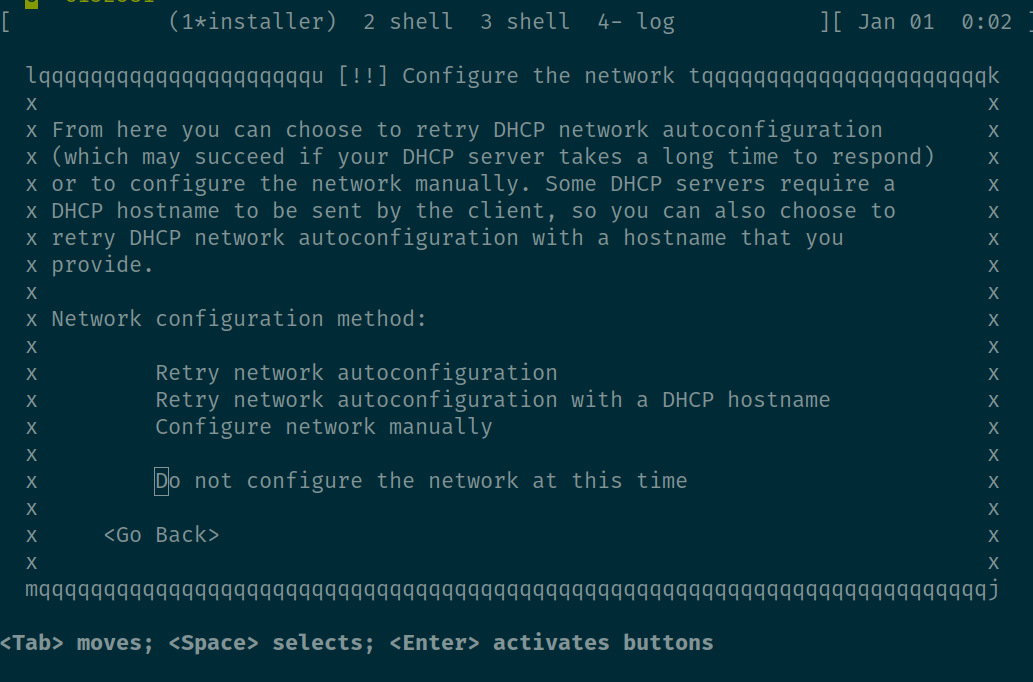 [ (1*installer) 2 shell 3 shell 4- log ][ Jan 01 0:02 ]
lqqqqqqqqqqqqqqqqqqqqqu [!!] Configure the network tqqqqqqqqqqqqqqqqqqqqqqk
x x
x From here you can choose to retry DHCP network autoconfiguration x
x (which may succeed if your DHCP server takes a long time to respond) x
x or to configure the network manually. Some DHCP servers require a x
x DHCP hostname to be sent by the client, so you can also choose to x
x retry DHCP network autoconfiguration with a hostname that you x
x provide. x
x x
x Network configuration method: x
x x
x Retry network autoconfiguration x
x Retry network autoconfiguration with a DHCP hostname x
x Configure network manually x
x x
x Do not configure the network at this time x
x x
x <Go Back> x
x x
mqqqqqqqqqqqqqqqqqqqqqqqqqqqqqqqqqqqqqqqqqqqqqqqqqqqqqqqqqqqqqqqqqqqqqqqqqj
<Tab> moves; <Space> selects; <Enter> activates buttons